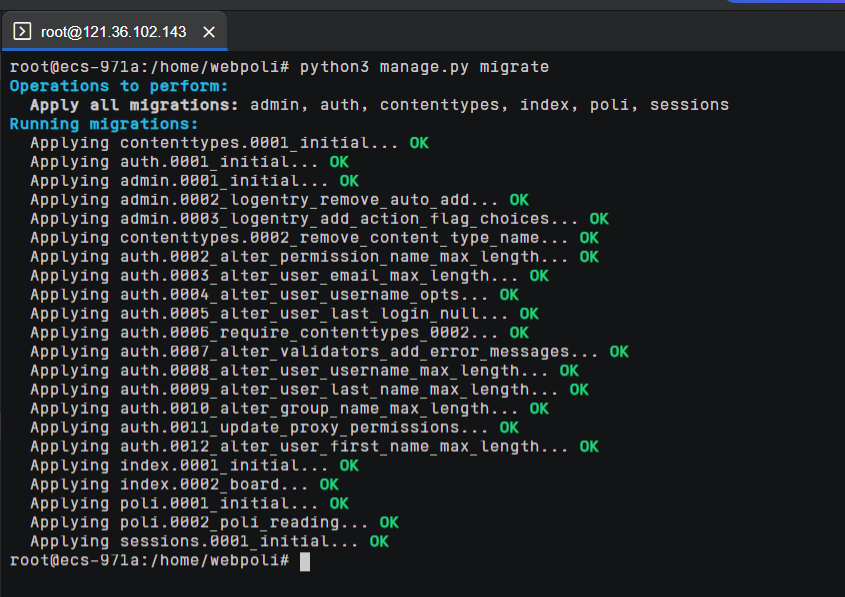 root@121.36.102.143
root@ecs-971a:/home/webpoli# python3 manage.py migrate
Operations to perform:
  Apply all migrations: admin, auth, contenttypes, index, poli, sessions
Running migrations:
  Applying contenttypes.0001_initial... OK
  Applying auth.0001_initial... OK
  Applying admin.0001_initial... OK
  Applying admin.0002_logentry_remove_auto_add... OK
  Applying admin.0003_logentry_add_action_flag_choices... OK
  Applying contenttypes.0002_remove_content_type_name... OK
  Applying auth.0002_alter_permission_name_max_length... OK
  Applying auth.0003_alter_user_email_max_length... OK
  Applying auth.0004_alter_user_username_opts... OK
  Applying auth.0005_alter_user_last_login_null... OK
  Applying auth.0006_require_contenttypes_0002... OK
  Applying auth.0007_alter_validators_add_error_messages... OK
  Applying auth.0008_alter_user_username_max_length... OK
  Applying auth.0009_alter_user_last_name_max_length... OK
  Applying auth.0010_alter_group_name_max_length... OK
  Applying auth.0011_update_proxy_permissions... OK
  Applying auth.0012_alter_user_first_name_max_length... OK
  Applying index.0001_initial... OK
  Applying index.0002_board... OK
  Applying poli.0001_initial... OK
  Applying poli.0002_poli_reading... OK
  Applying sessions.0001_initial... OK
root@ecs-971a:/home/webpoli#